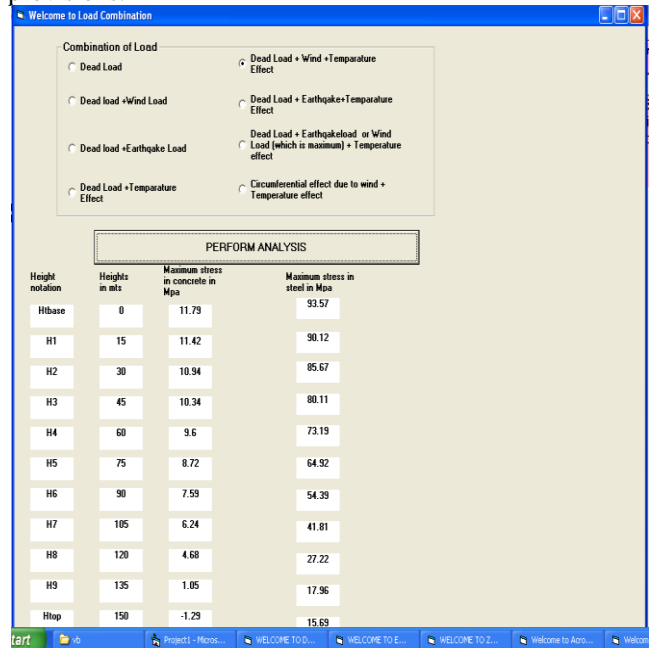 Welcome to Load Combination
Combination of Load
Dead Load
Dead Load + Wind +Temparature
Effect
Dead load +Wind Load
Dead Load + Earthqake+Temparature
Effect
Dead load +Earthqake Load
Dead Load + Earthqakeload or Wind
Load (which is maximum) + Temperature
effect
Dead Load +Temparature
Effect
Circumferential effect due to wind +
Temperature effect
PERFORM ANALYSIS
Height
notation
Heights
in mts
Maximum stress
in concrete in
Mpa
Maximum stress in
steel in Mpa
Htbase 0 11.79 93.57
H1 15 11.42 90.12
H2 30 10.94 85.67
H3 45 10.34 80.11
H4 60 9.6 73.19
H5 75 8.72 64.92
H6 90 7.59 54.39
H7 105 6.24 41.81
H8 120 4.68 27.22
H9 135 1.05 17.96
Htop 150 -1.29 15.69
tart vb Project1 - Micros... WELCOME TO D... WELCOME TO E... WELCOME TO Z... Welcome to Acro... Welcom